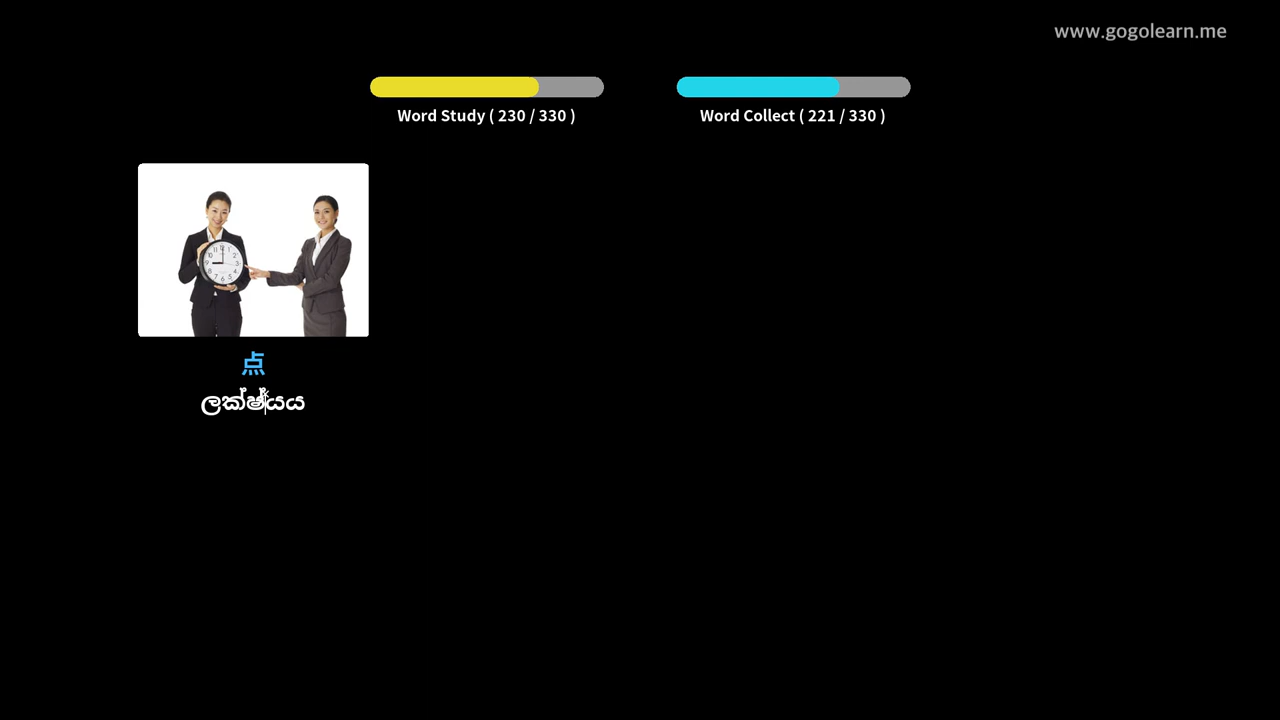 www.gogolearn.me
Word Study ( 230 / 330 )
Word Collect ( 221 / 330 )
点
ලක්ෂ්‍යය